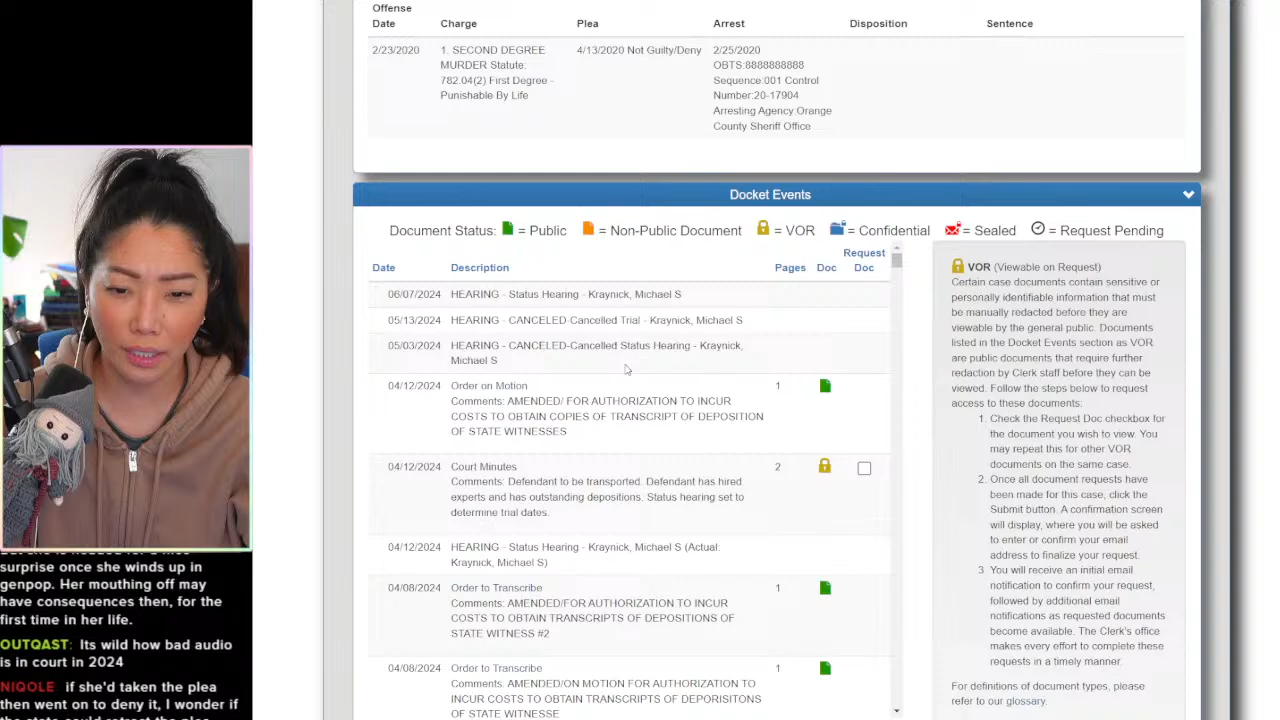 Offense
Date
Charge
Plea
Arrest
Disposition
Sentence
2/23/2020
1. SECOND DEGREE
MURDER Statute:
782.04(2) First Degree -
Punishable By Life
4/13/2020 Not Guilty/Deny
2/25/2020
OBTS:8888888888
Sequence:001 Control
Number:20-17904
Arresting Agency:Orange
County Sheriff Office
Docket Events
Document Status: = Public = Non-Public Document = VOR = Confidential = Sealed = Request Pending
Date
Description
Pages
Doc
Request
Doc
06/07/2024 HEARING - Status Hearing - Kraynick, Michael S
05/13/2024 HEARING - CANCELED-Cancelled Trial - Kraynick, Michael S
05/03/2024 HEARING - CANCELED-Cancelled Status Hearing - Kraynick,
Michael S
04/12/2024 Order on Motion 1
Comments: AMENDED/ FOR AUTHORIZATION TO INCUR
COSTS TO OBTAIN COPIES OF TRANSCRIPT OF DEPOSITION
OF STATE WITNESSES
04/12/2024 Court Minutes 2
Comments: Defendant to be transported. Defendant has hired
experts and has outstanding depositions. Status hearing set to
determine trial dates.
04/12/2024 HEARING - Status Hearing - Kraynick, Michael S (Actual:
Kraynick, Michael S)
04/08/2024 Order to Transcribe 1
Comments: AMENDED/FOR AUTHORIZATION TO INCUR
COSTS TO OBTAIN TRANSCRIPTS OF DEPOSITIONS OF
STATE WITNESS #2
04/08/2024 Order to Transcribe 1
Comments: AMENDED/ON MOTION FOR AUTHORIZATION TO
INCUR COSTS TO OBTAIN TRANSCRIPTS OF DEPORISITONS
OF STATE WITNESSE
VOR (Viewable on Request)
Certain case documents contain sensitive or
personally identifiable information that must
be manually redacted before they are
viewable by the general public. Documents
listed in the Docket Events section as VOR
are public documents that require further
redaction by Clerk staff before they can be
viewed. Follow the steps below to request
access to these documents:
1. Check the Request Doc checkbox for
the document you wish to view. You
may repeat this for other VOR
documents on the same case.
2. Once all document requests have
been made for this case, click the
Submit button. A confirmation screen
will display, where you will be asked
to enter or confirm your email
address to finalize your request.
3 You will receive an initial email
notification to confirm your request,
followed by additional email
notifications as requested documents
become available. The Clerk's office
makes every effort to complete these
requests in a timely manner.
For definitions of document types, please
refer to our glossary.
surprise once she winds up in
genpop. Her mouthing off may
have consequences then, for the
first time in her life.
OUTQAST: Its wild how bad audio
is in court in 2024
NIQOLE if she'd taken the plea
then went on to deny it, I wonder if